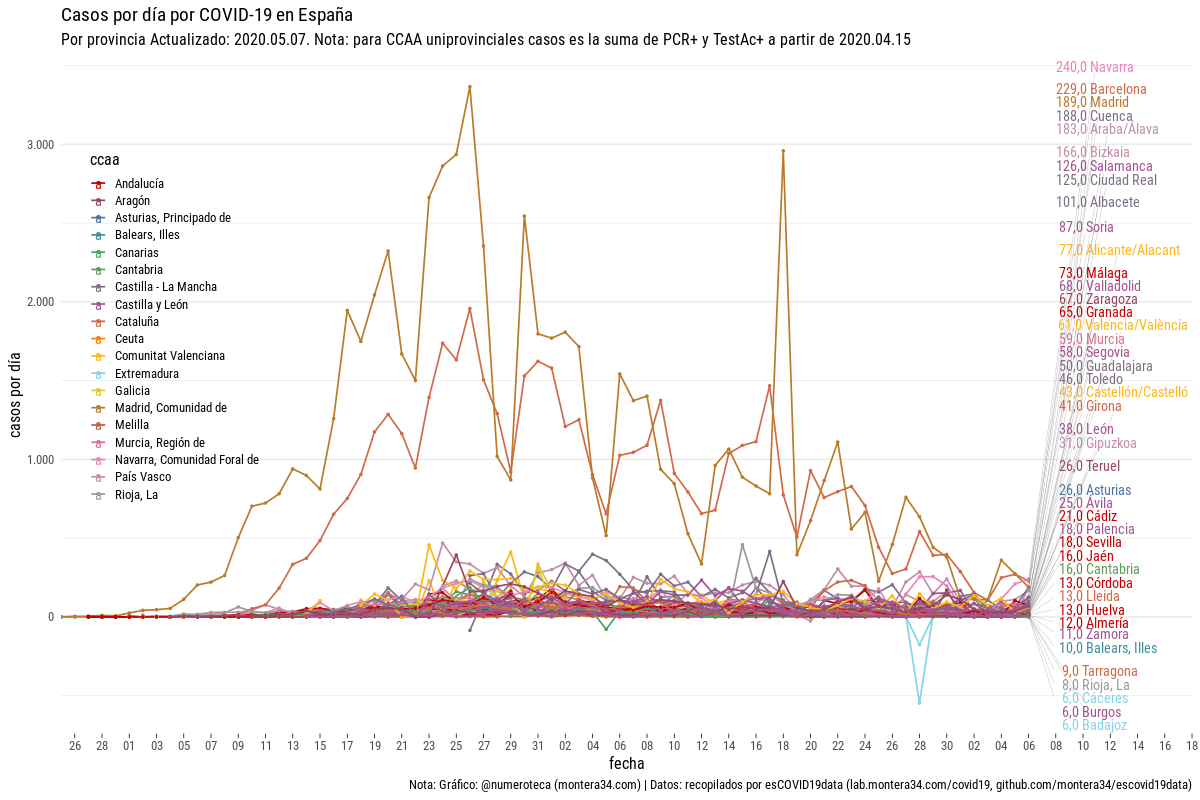 Casos por día por COVID-19 en España
Por provincia Actualizado: 2020.05.07. Nota: para CCAA uniprovinciales casos es la suma de PCR+ y TestAc+ a partir de 2020.04.15
casos por día
3.000
2.000
1.000
0
ccaa
Andalucía
Aragón
Asturias, Principado de
Balears, Illes
Canarias
Cantabria
Castilla - La Mancha
Castilla y León
Cataluña
Ceuta
Comunitat Valenciana
Extremadura
Galicia
Madrid, Comunidad de
Melilla
Murcia, Región de
Navarra, Comunidad Foral de
País Vasco
Rioja, La
240,0 Navarra
229,0 Barcelona
189,0 Madrid
188,0 Cuenca
183,0 Araba/Álava
166,0 Bizkaia
126,0 Salamanca
125,0 Ciudad Real
101,0 Albacete
87,0 Soria
77,0 Alicante/Alacant
73,0 Málaga
68,0 Valladolid
67,0 Zaragoza
65,0 Granada
61,0 Valencia/València
59,0 Murcia
58,0 Segovia
50,0 Guadalajara
46,0 Toledo
43,0 Castellón/Castelló
41,0 Girona
38,0 León
31,0 Gipuzkoa
26,0 Teruel
26,0 Asturias
25,0 Ávila
21,0 Cádiz
18,0 Palencia
18,0 Sevilla
16,0 Jaén
16,0 Cantabria
13,0 Córdoba
13,0 Lleida
13,0 Huelva
12,0 Almería
11,0 Zamora
10,0 Balears, Illes
9,0 Tarragona
8,0 Rioja, La
6,0 Cáceres
6,0 Burgos
6,0 Badajoz
26 28 01 03 05 07 09 11 13 15 17 19 21 23 25 27 29 31 02 04 06 08 10 12 14 16 18 20 22 24 26 28 30 02 04 06 08 10 12 14 16 18
fecha
Nota: Gráfico: @numeroteca (montera34.com) | Datos: recopilados por esCOVID19data (lab.montera34.com/covid19, github.com/montera34/escovid19data)